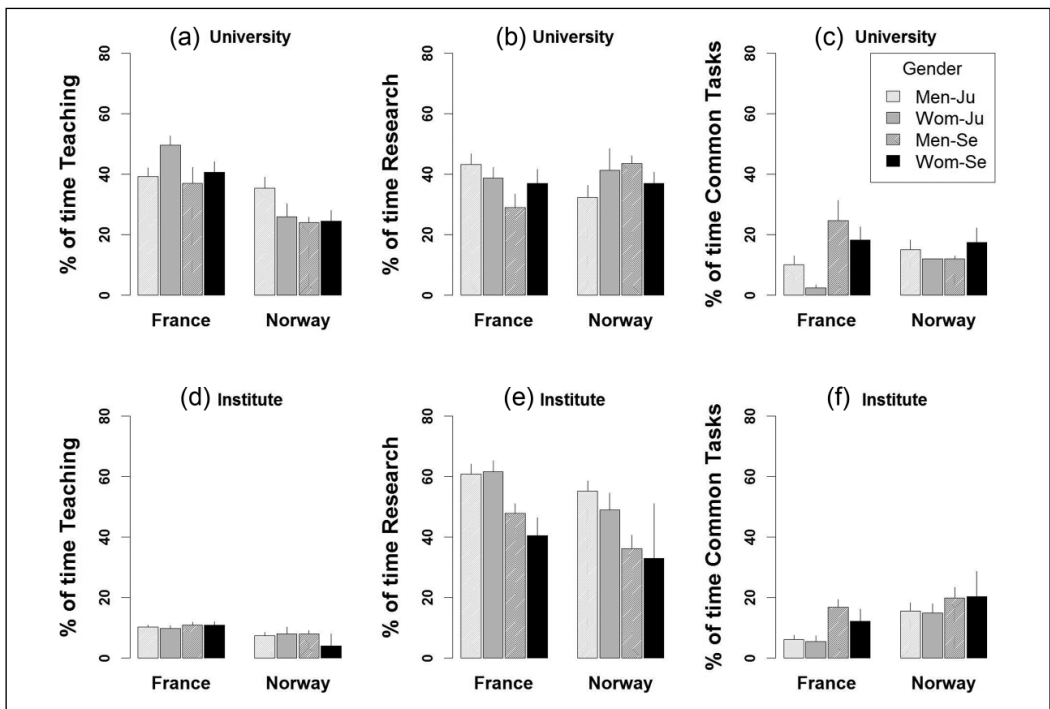 (a) University
(b) University
(c) University
% of time Teaching
80
60
40
20
0
France
Norway
% of time Research
80
60
40
20
0
France
Norway
% of time Common Tasks
80
60
40
20
0
France
Norway
Gender
Men-Ju
Wom-Ju
Men-Se
Wom-Se
(d) Institute
(e) Institute
(f) Institute
% of time Teaching
80
60
40
20
0
France
Norway
% of time Research
80
60
40
20
0
France
Norway
% of time Common Tasks
80
60
40
20
0
France
Norway